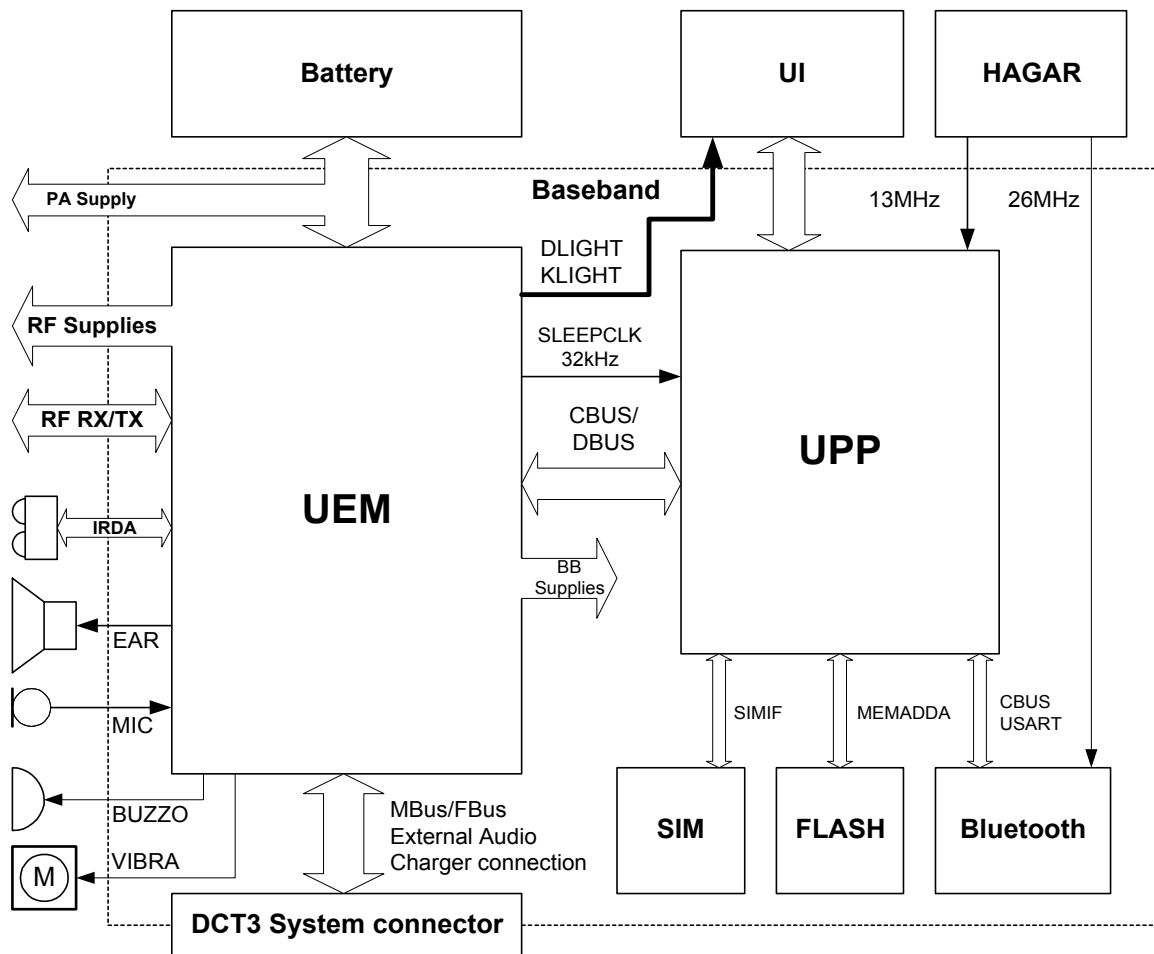 Battery
UI
HAGAR
PA Supply
Baseband
13MHz
26MHz
DLIGHT
KLIGHT
RF Supplies
SLEEPCLK
32kHz
RF RX/TX
CBUS/
DBUS
UPP
UEM
IRDA
BB
Supplies
EAR
MIC
SIMIF
MEMADDA
CBUS
USART
BUZZO
MBus/FBus
External Audio
Charger connection
SIM
FLASH
Bluetooth
VIBRA
M
DCT3 System connector